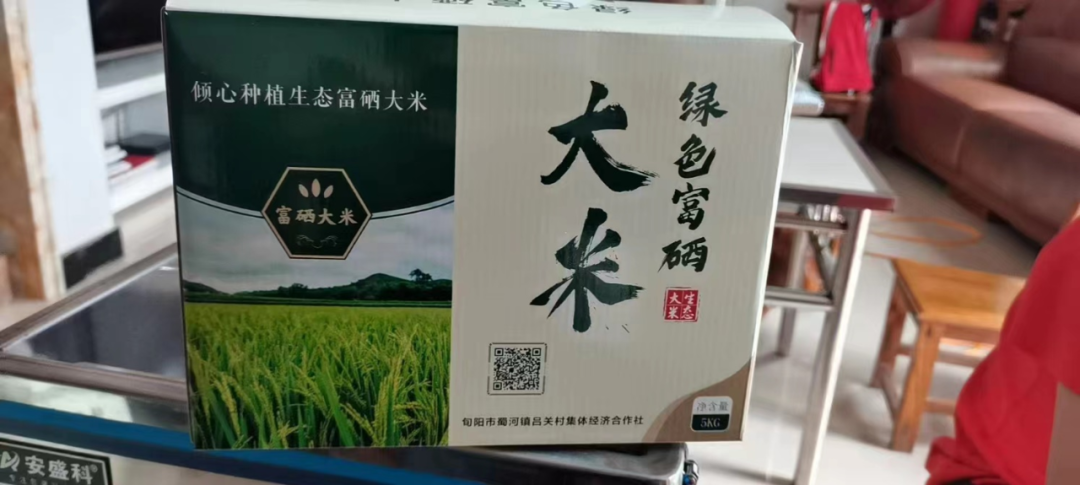 倾心种植生态富硒大米
富硒大米
大米
绿色富硒
生态
大米
旬阳市蜀河镇吕关村集体经济合作社
净含量
5KG
安盛科®